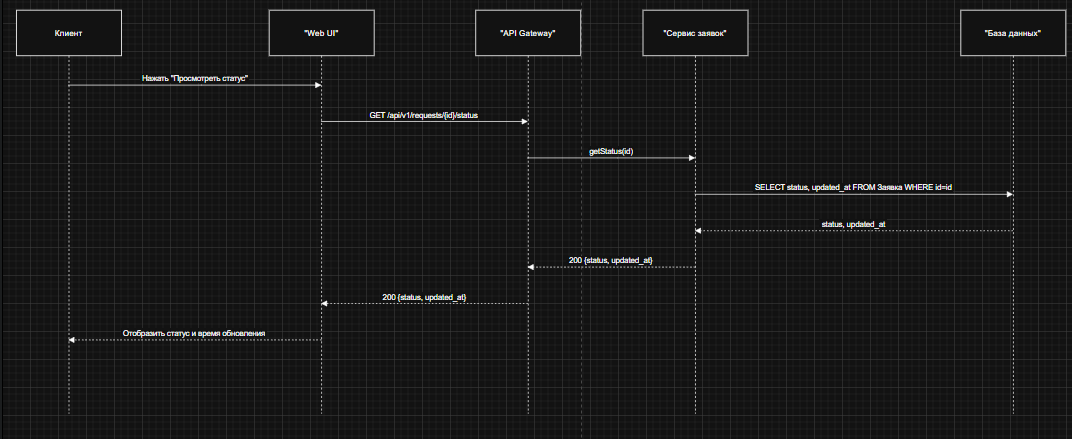 Клиент
"Web UI"
"API Gateway"
"Сервис заявок"
"База данных"
Нажать "Просмотреть статус"
GET /api/v1/requests/{id}/status
getStatus(id)
SELECT status, updated_at FROM Заявка WHERE id=id
status, updated_at
200 {status, updated_at}
200 {status, updated_at}
Отобразить статус и время обновления